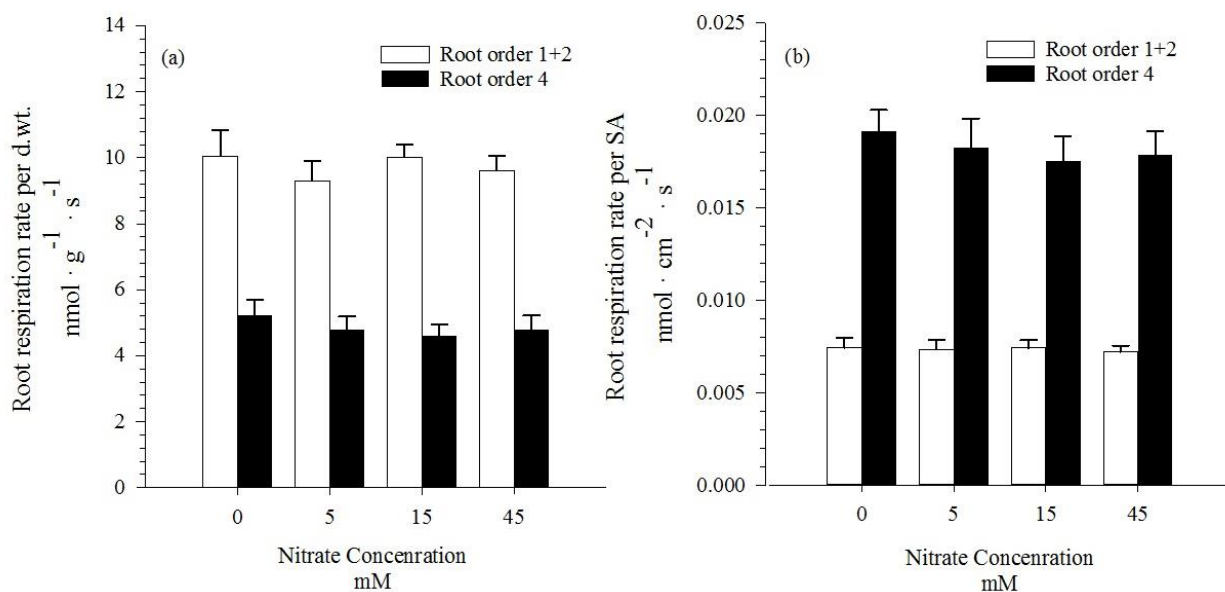 Root respiration rate per d.wt.
nmol · g⁻¹ · s⁻¹
14
12
10
8
6
4
2
0
(a)
Root order 1+2
Root order 4
0 5 15 45
Nitrate Concenration
mM
Root respiration rate per SA
nmol · cm⁻² · s⁻¹
0.025
0.020
0.015
0.010
0.005
0.000
(b)
Root order 1+2
Root order 4
0 5 15 45
Nitrate Concenration
mM